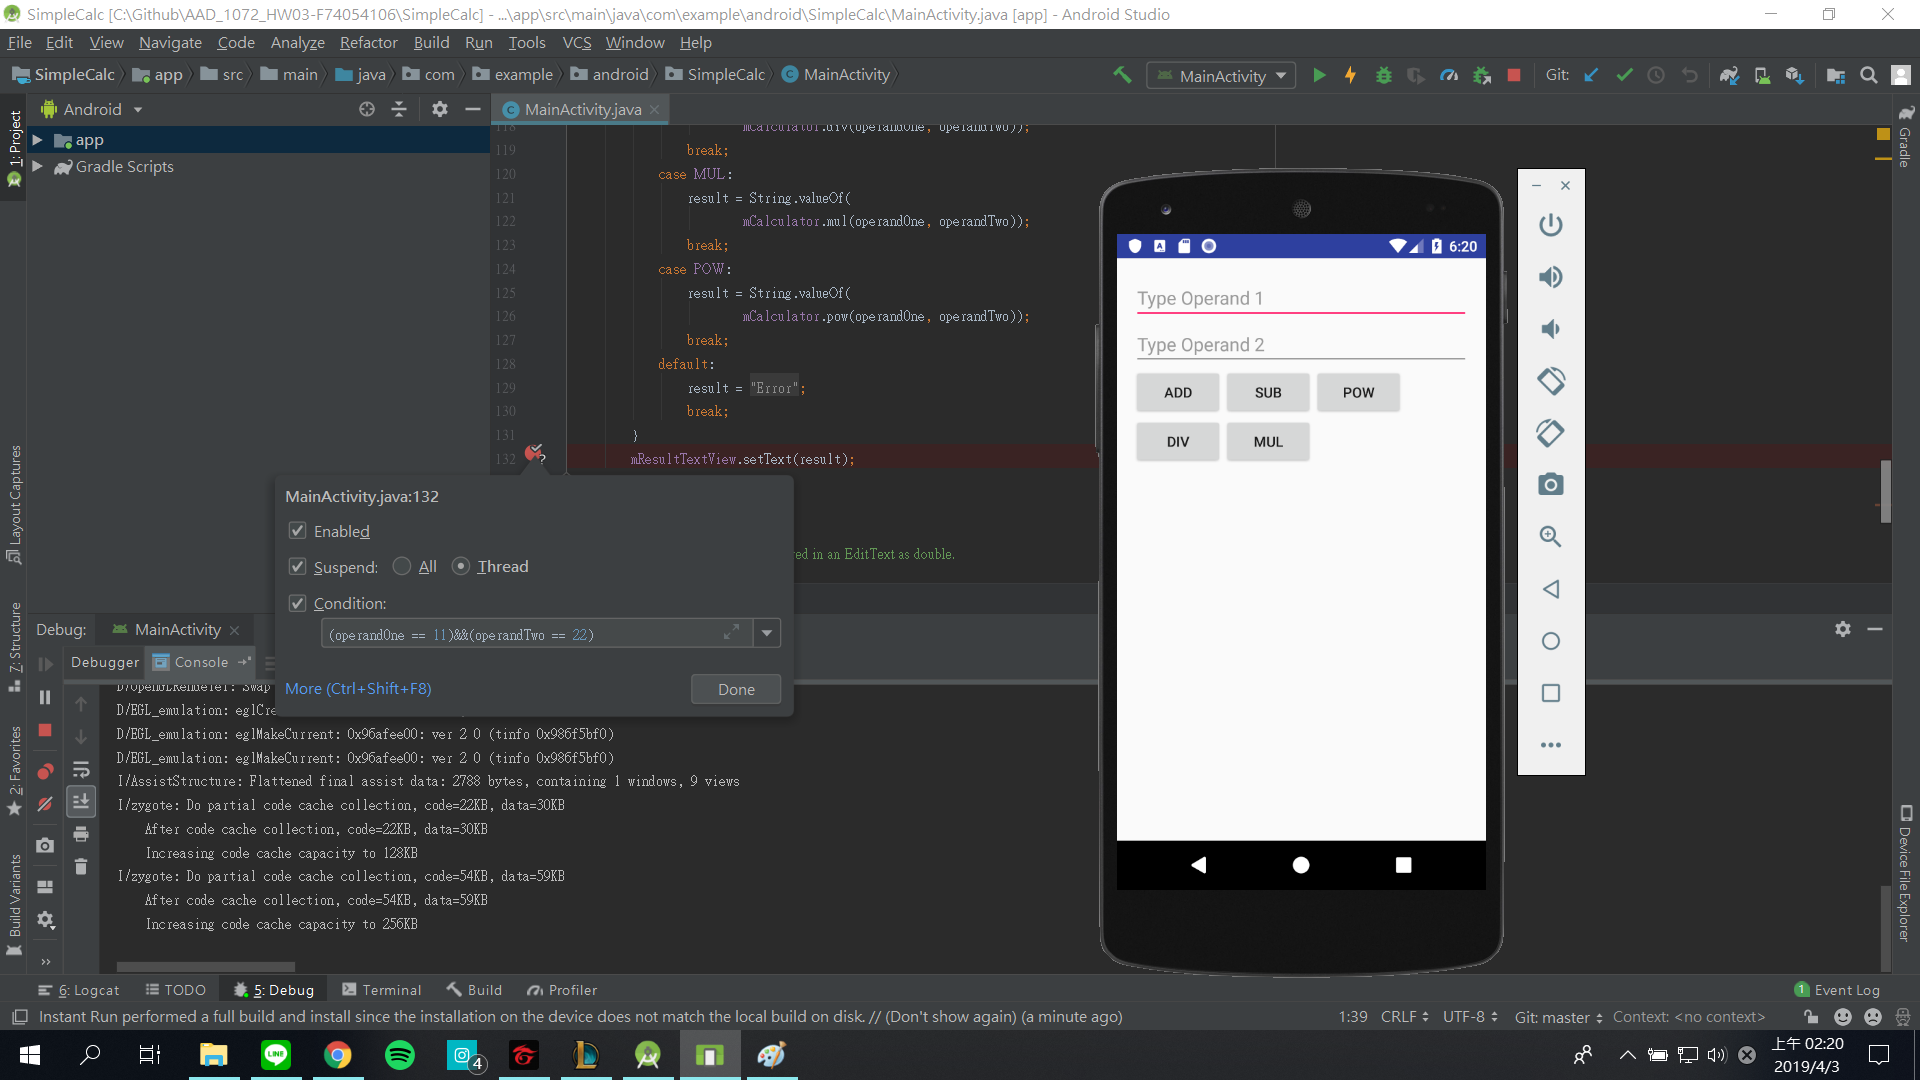 SimpleCalc [C:\Github\AAD_1072_HW03-F74054106\SimpleCalc] - ...\app\src\main\java\com\example\android\SimpleCalc\MainActivity.java [app] - Android Studio
File Edit View Navigate Code Analyze Refactor Build Run Tools VCS Window Help
SimpleCalc app src main java com example android SimpleCalc MainActivity
MainActivity
Git:
Android
MainActivity.java
1: Project
app
Gradle Scripts
Gradle
118 mCalculator.div(operandOne, operandTwo));
119 break;
120 case MUL:
121 result = String.valueOf(
122 mCalculator.mul(operandOne, operandTwo));
123 break;
124 case POW:
125 result = String.valueOf(
126 mCalculator.pow(operandOne, operandTwo));
127 break;
128 default:
129 result = "Error";
130 break;
131 }
132 mResultTextView.setText(result);
in an EditText as double.
MainActivity.java:132
Enabled
Suspend: All Thread
Condition:
(operandOne == 11)&&(operandTwo == 22)
More (Ctrl+Shift+F8)
Done
6:20
Type Operand 1
Type Operand 2
ADD SUB POW
DIV MUL
Layout Captures
Z: Structure
2: Favorites
Build Variants
Device File Explorer
Debug: MainActivity
Debugger Console
D/OpenGLRenderer: Swap
D/EGL_emulation: eglCre
D/EGL_emulation: eglMakeCurrent: 0x96afee00: ver 2 0 (tinfo 0x986f5bf0)
D/EGL_emulation: eglMakeCurrent: 0x96afee00: ver 2 0 (tinfo 0x986f5bf0)
I/AssistStructure: Flattened final assist data: 2788 bytes, containing 1 windows, 9 views
I/zygote: Do partial code cache collection, code=22KB, data=30KB
After code cache collection, code=22KB, data=30KB
Increasing code cache capacity to 128KB
I/zygote: Do partial code cache collection, code=54KB, data=59KB
After code cache collection, code=54KB, data=59KB
Increasing code cache capacity to 256KB
6: Logcat TODO 5: Debug Terminal Build Profiler
1 Event Log
Instant Run performed a full build and install since the installation on the device does not match the local build on disk. // (Don't show again) (a minute ago)
1:39 CRLF UTF-8 Git: master Context: <no context>
LINE
4
上午 02:20
2019/4/3